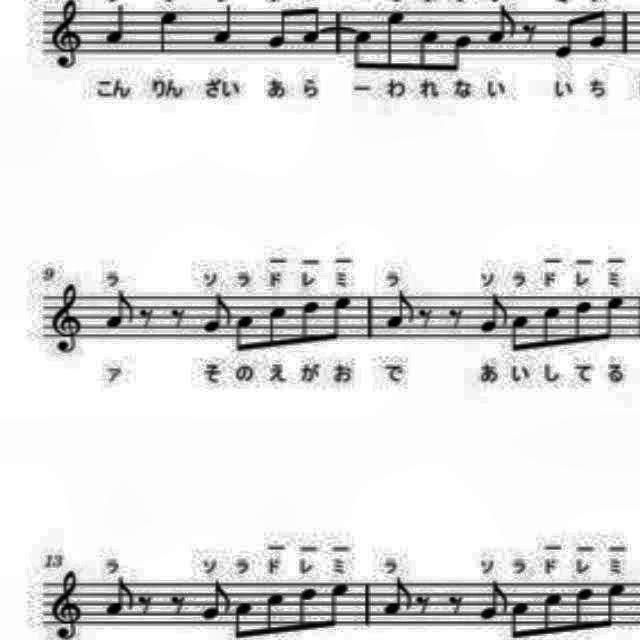 こん りん ざい あ ら ー わ れ な い い ち
9
ラ ソ ラ ド レ ミ ラ ソ ラ ド レ ミ
ァ そ の え が お で あ い し て る
13
ラ ソ ラ ド レ ミ ラ ソ ラ ド レ ミ